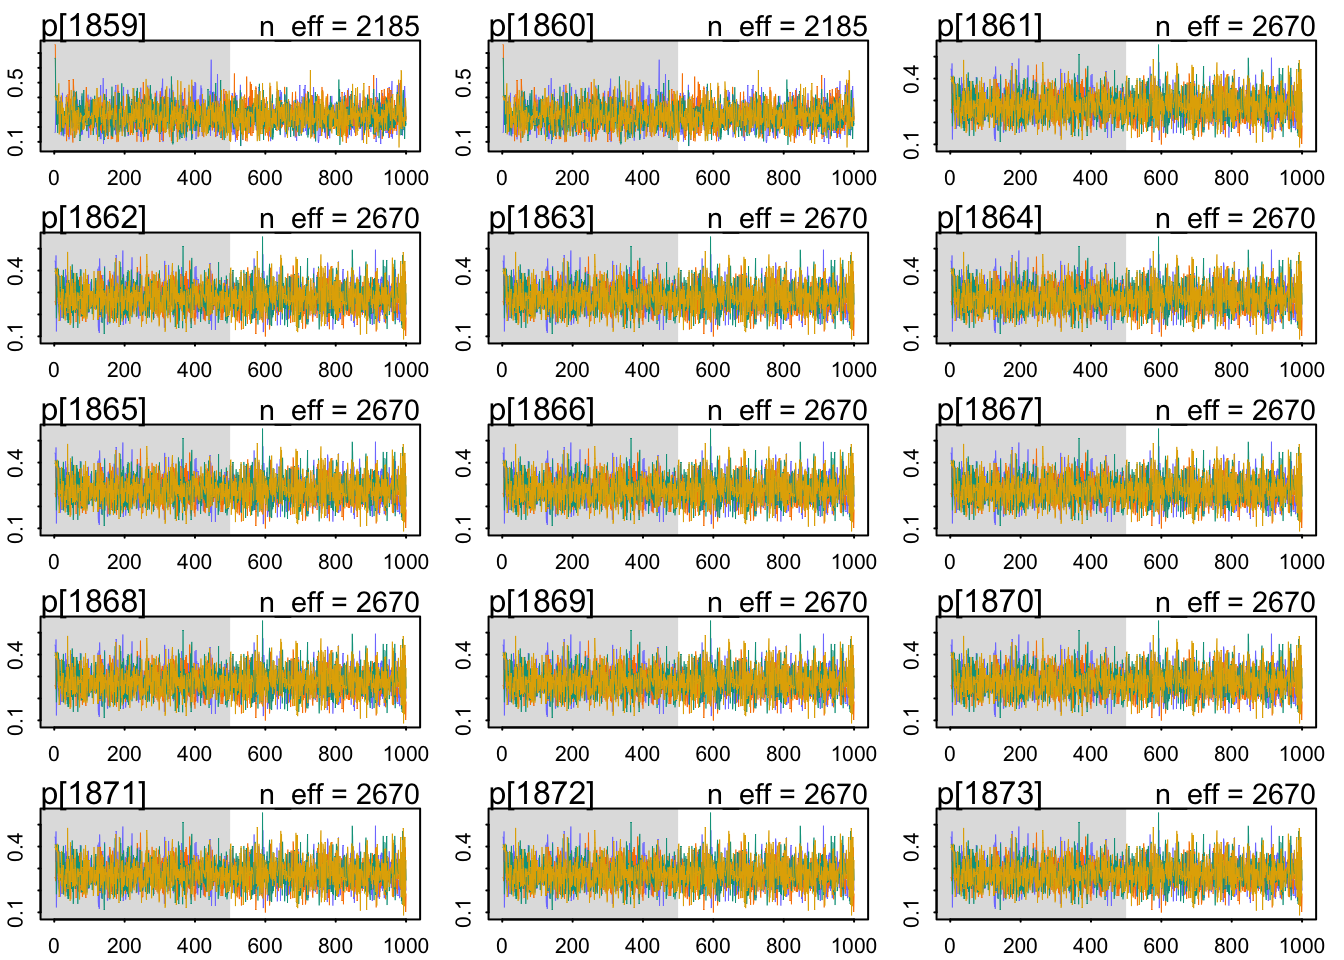 p[1859] n_eff = 2185 p[1860] n_eff = 2185 p[1861] n_eff = 2670
0.1 0.5 0.1 0.5 0.1 0.4
0 200 400 600 800 1000 0 200 400 600 800 1000 0 200 400 600 800 1000
p[1862] n_eff = 2670 p[1863] n_eff = 2670 p[1864] n_eff = 2670
0.1 0.4 0.1 0.4 0.1 0.4
0 200 400 600 800 1000 0 200 400 600 800 1000 0 200 400 600 800 1000
p[1865] n_eff = 2670 p[1866] n_eff = 2670 p[1867] n_eff = 2670
0.1 0.4 0.1 0.4 0.1 0.4
0 200 400 600 800 1000 0 200 400 600 800 1000 0 200 400 600 800 1000
p[1868] n_eff = 2670 p[1869] n_eff = 2670 p[1870] n_eff = 2670
0.1 0.4 0.1 0.4 0.1 0.4
0 200 400 600 800 1000 0 200 400 600 800 1000 0 200 400 600 800 1000
p[1871] n_eff = 2670 p[1872] n_eff = 2670 p[1873] n_eff = 2670
0.1 0.4 0.1 0.4 0.1 0.4
0 200 400 600 800 1000 0 200 400 600 800 1000 0 200 400 600 800 1000